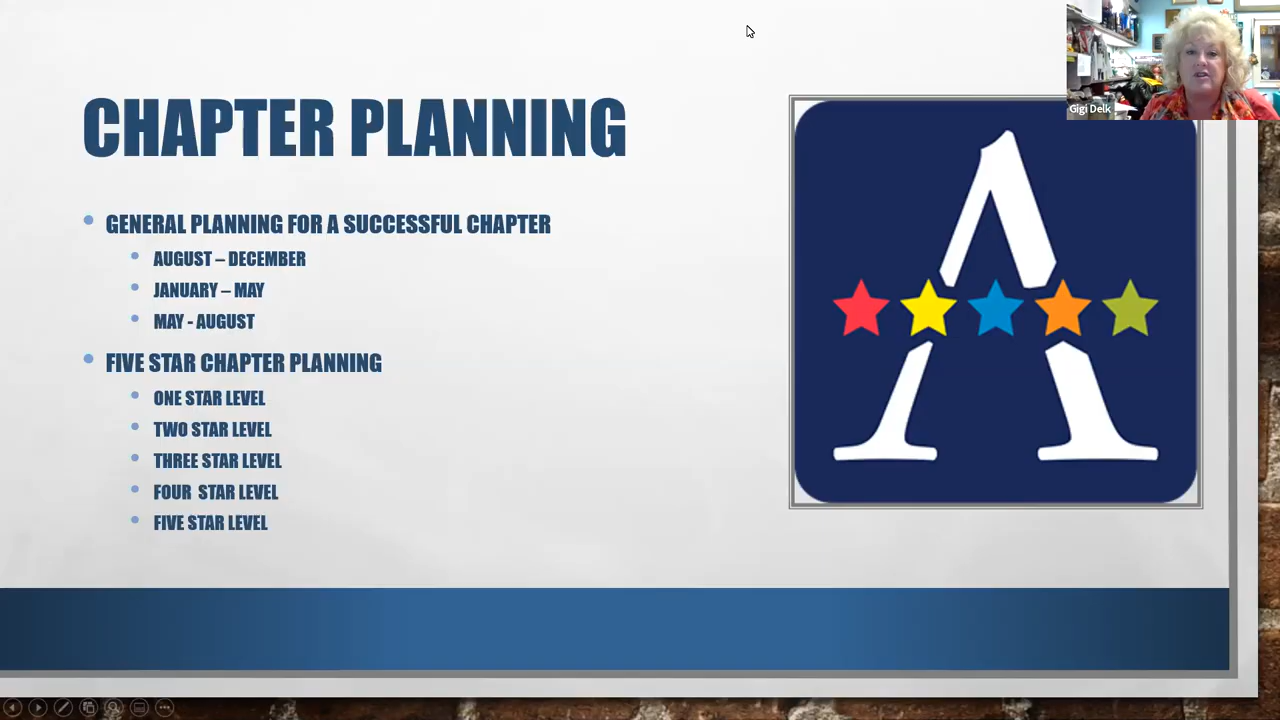 Gigi Delk
CHAPTER PLANNING
GENERAL PLANNING FOR A SUCCESSFUL CHAPTER
AUGUST – DECEMBER
JANUARY – MAY
MAY - AUGUST
FIVE STAR CHAPTER PLANNING
ONE STAR LEVEL
TWO STAR LEVEL
THREE STAR LEVEL
FOUR STAR LEVEL
FIVE STAR LEVEL
A